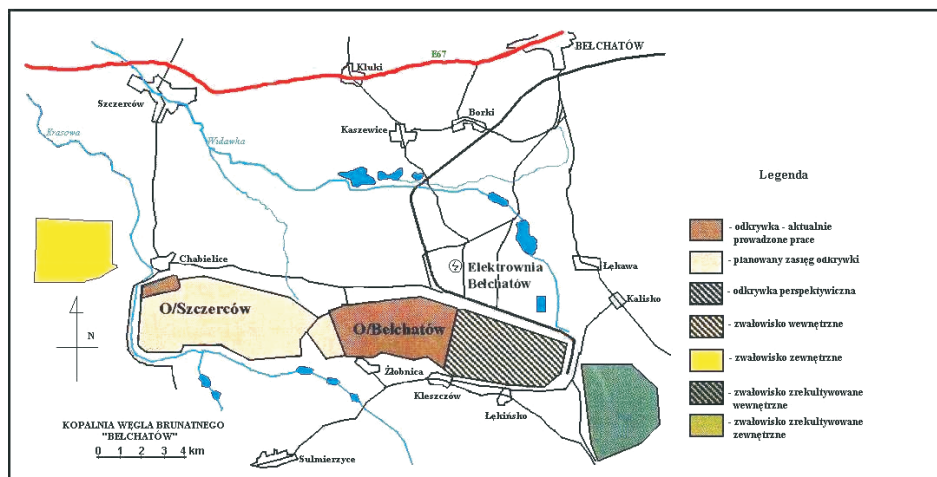 E67
BEŁCHATÓW
Kluki
Szczerców
Borki
Kaszewice
Krasowa
Widawka
Legenda
- odkrywka - aktualnie
prowadzone prace
- planowany zasięg odkrywki
- odkrywka perspektywiczna
- zwałowisko wewnętrzne
- zwałowisko zewnętrzne
- zwałowisko zrekultywowane
wewnętrzne
- zwałowisko zrekultywowane
zewnętrzne
Chabielice
Elektrownia
Bełchatów
Łękawa
Kalisko
O/Szczerców
O/Bełchatów
N
Żłobnica
Kleszczów
Łękińsko
KOPALNIA WĘGLA BRUNATNEGO
"BEŁCHATÓW"
0 1 2 3 4 km
Sulmierzyce